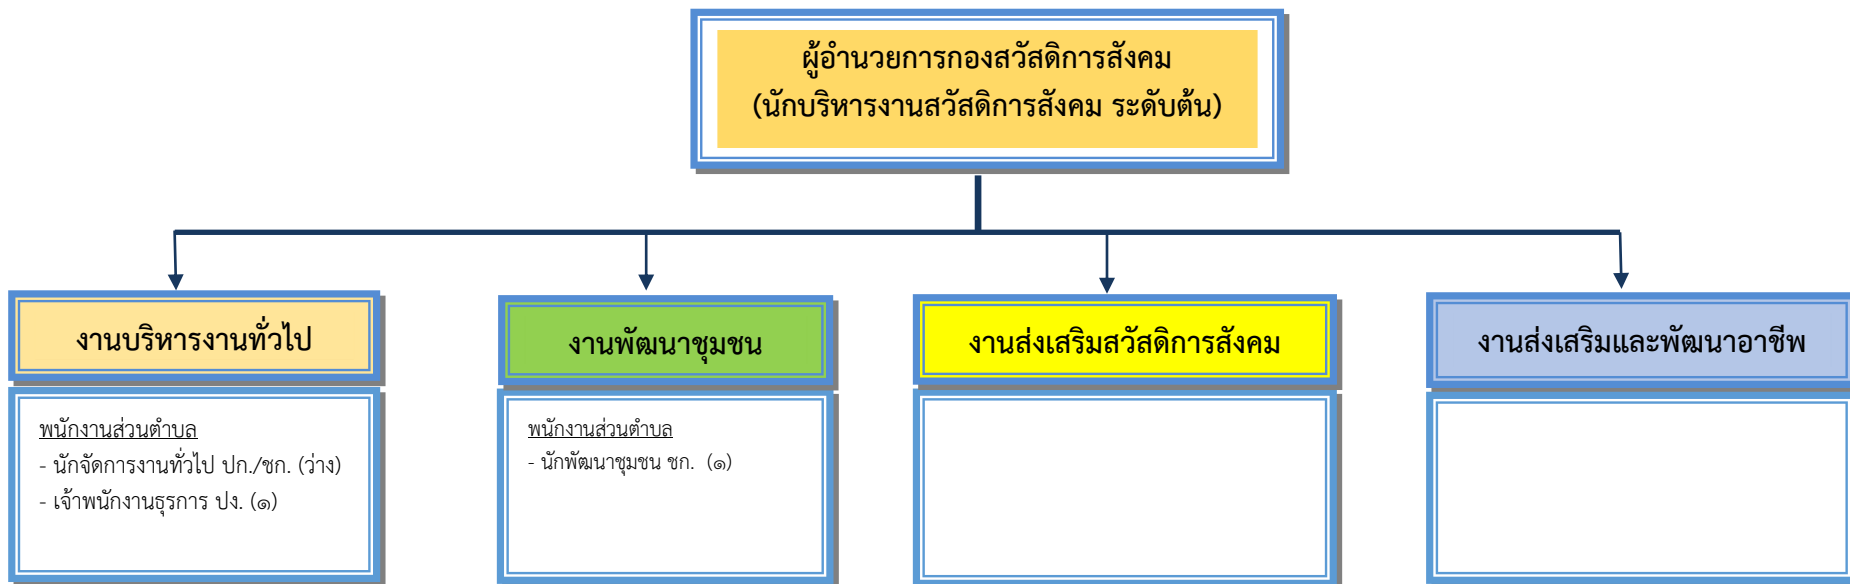 ผู้อำนวยการกองสวัสดิการสังคม
(นักบริหารงานสวัสดิการสังคม ระดับต้น)
งานบริหารงานทั่วไป
พนักงานส่วนตำบล
- นักจัดการงานทั่วไป ปก./ชก. (ว่าง)
- เจ้าพนักงานธุรการ ปง. (๑)
งานพัฒนาชุมชน
พนักงานส่วนตำบล
- นักพัฒนาชุมชน ชก. (๑)
งานส่งเสริมสวัสดิการสังคม
งานส่งเสริมและพัฒนาอาชีพ